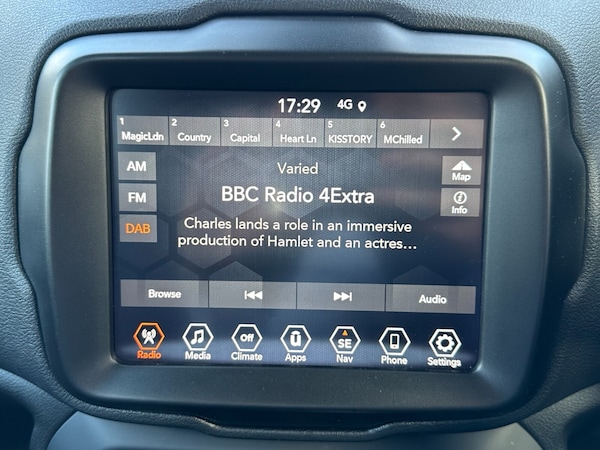 17:29 4G
1 2 3 4 5 6
MagicLdn Country Capital Heart Ln KISSTORY MChilled
AM Varied Map
FM BBC Radio 4Extra Info
DAB Charles lands a role in an immersive
production of Hamlet and an actres...
Browse Audio
Off SE
Radio Media Climate Apps Nav Phone Settings